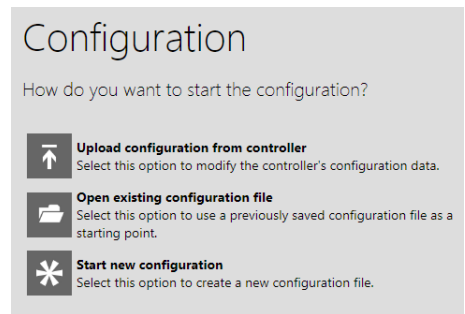 Configuration
How do you want to start the configuration?
Upload configuration from controller
Select this option to modify the controller's configuration data.
Open existing configuration file
Select this option to use a previously saved configuration file as a
starting point.
Start new configuration
Select this option to create a new configuration file.